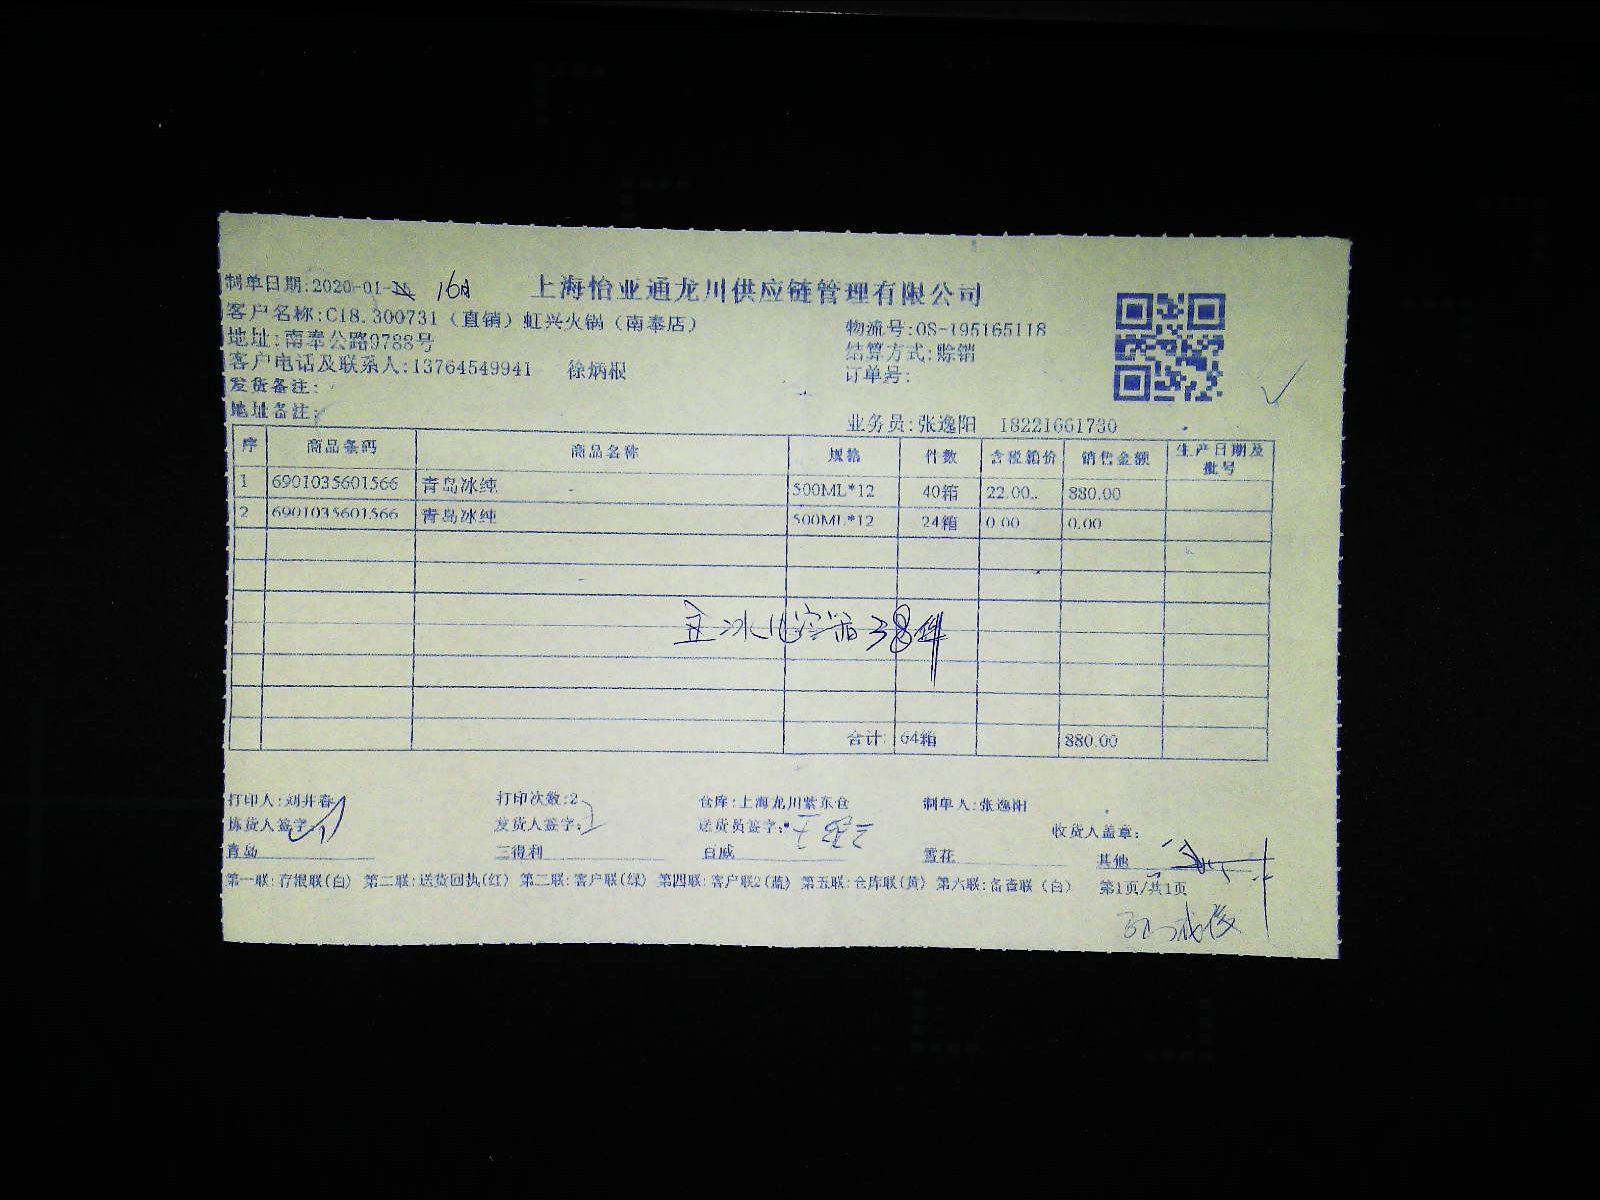 制单日期:2020-01- 16日
上海怡亚通龙川供应链管理有限公司
客户名称:C18.300731（直销）虹兴火锅（南奉店）
物流号:OS-195165118
地址:南奉公路9788号
结算方式:赊销
客户电话及联系人:13764549941 徐炳根
订单号:
发货备注:
地址备注:
业务员:张逸阳 18221661730
序 商品条码 商品名称 规格 件数 含税箱价 销售金额 生产日期及批号
1 6901035601566 青岛冰纯 500ML*12 40箱 22.00.. 880.00
2 6901035601566 青岛冰纯 500ML*12 24箱 0.00 0.00
空箱38件
合计: 64箱 880.00
打印人:刘井春 打印次数:2 仓库:上海龙川紫东仓 制单人:张逸阳
拣货人签字: 发货人签字: 送货员签字: 收货人盖章:
青岛 三得利 百威 雪花 其他
第一联:存根联(白) 第二联:送货回执(红) 第三联:客户联(绿) 第四联:客户联2(蓝) 第五联:仓库联(黄) 第六联:备查联（白） 第1页/共1页